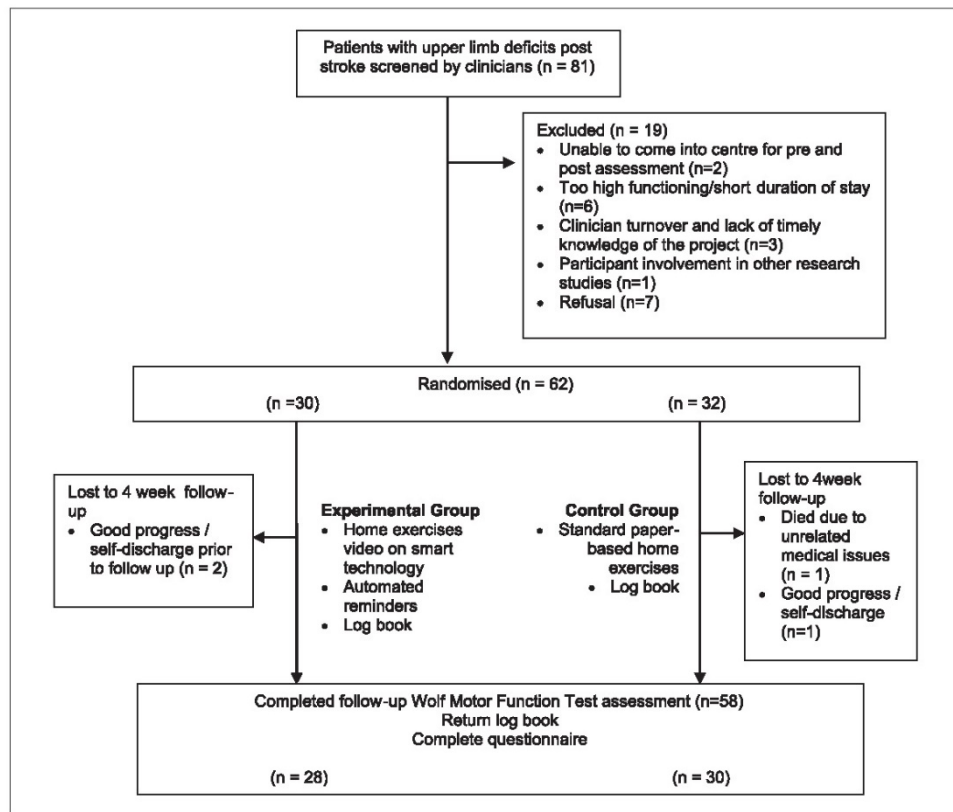 Patients with upper limb deficits post
stroke screened by clinicians (n = 81)
Excluded (n = 19)
• Unable to come into centre for pre and
post assessment (n=2)
• Too high functioning/short duration of stay
(n=6)
• Clinician turnover and lack of timely
knowledge of the project (n=3)
• Participant involvement in other research
studies (n=1)
• Refusal (n=7)
Randomised (n = 62)
(n =30) (n = 32)
Lost to 4 week follow-
up
• Good progress /
self-discharge prior
to follow up (n = 2)
Experimental Group
• Home exercises
video on smart
technology
• Automated
reminders
• Log book
Control Group
• Standard paper-
based home
exercises
• Log book
Lost to 4week
follow-up
• Died due to
unrelated
medical issues
(n = 1)
• Good progress /
self-discharge
(n=1)
Completed follow-up Wolf Motor Function Test assessment (n=58)
Return log book
Complete questionnaire
(n = 28) (n = 30)